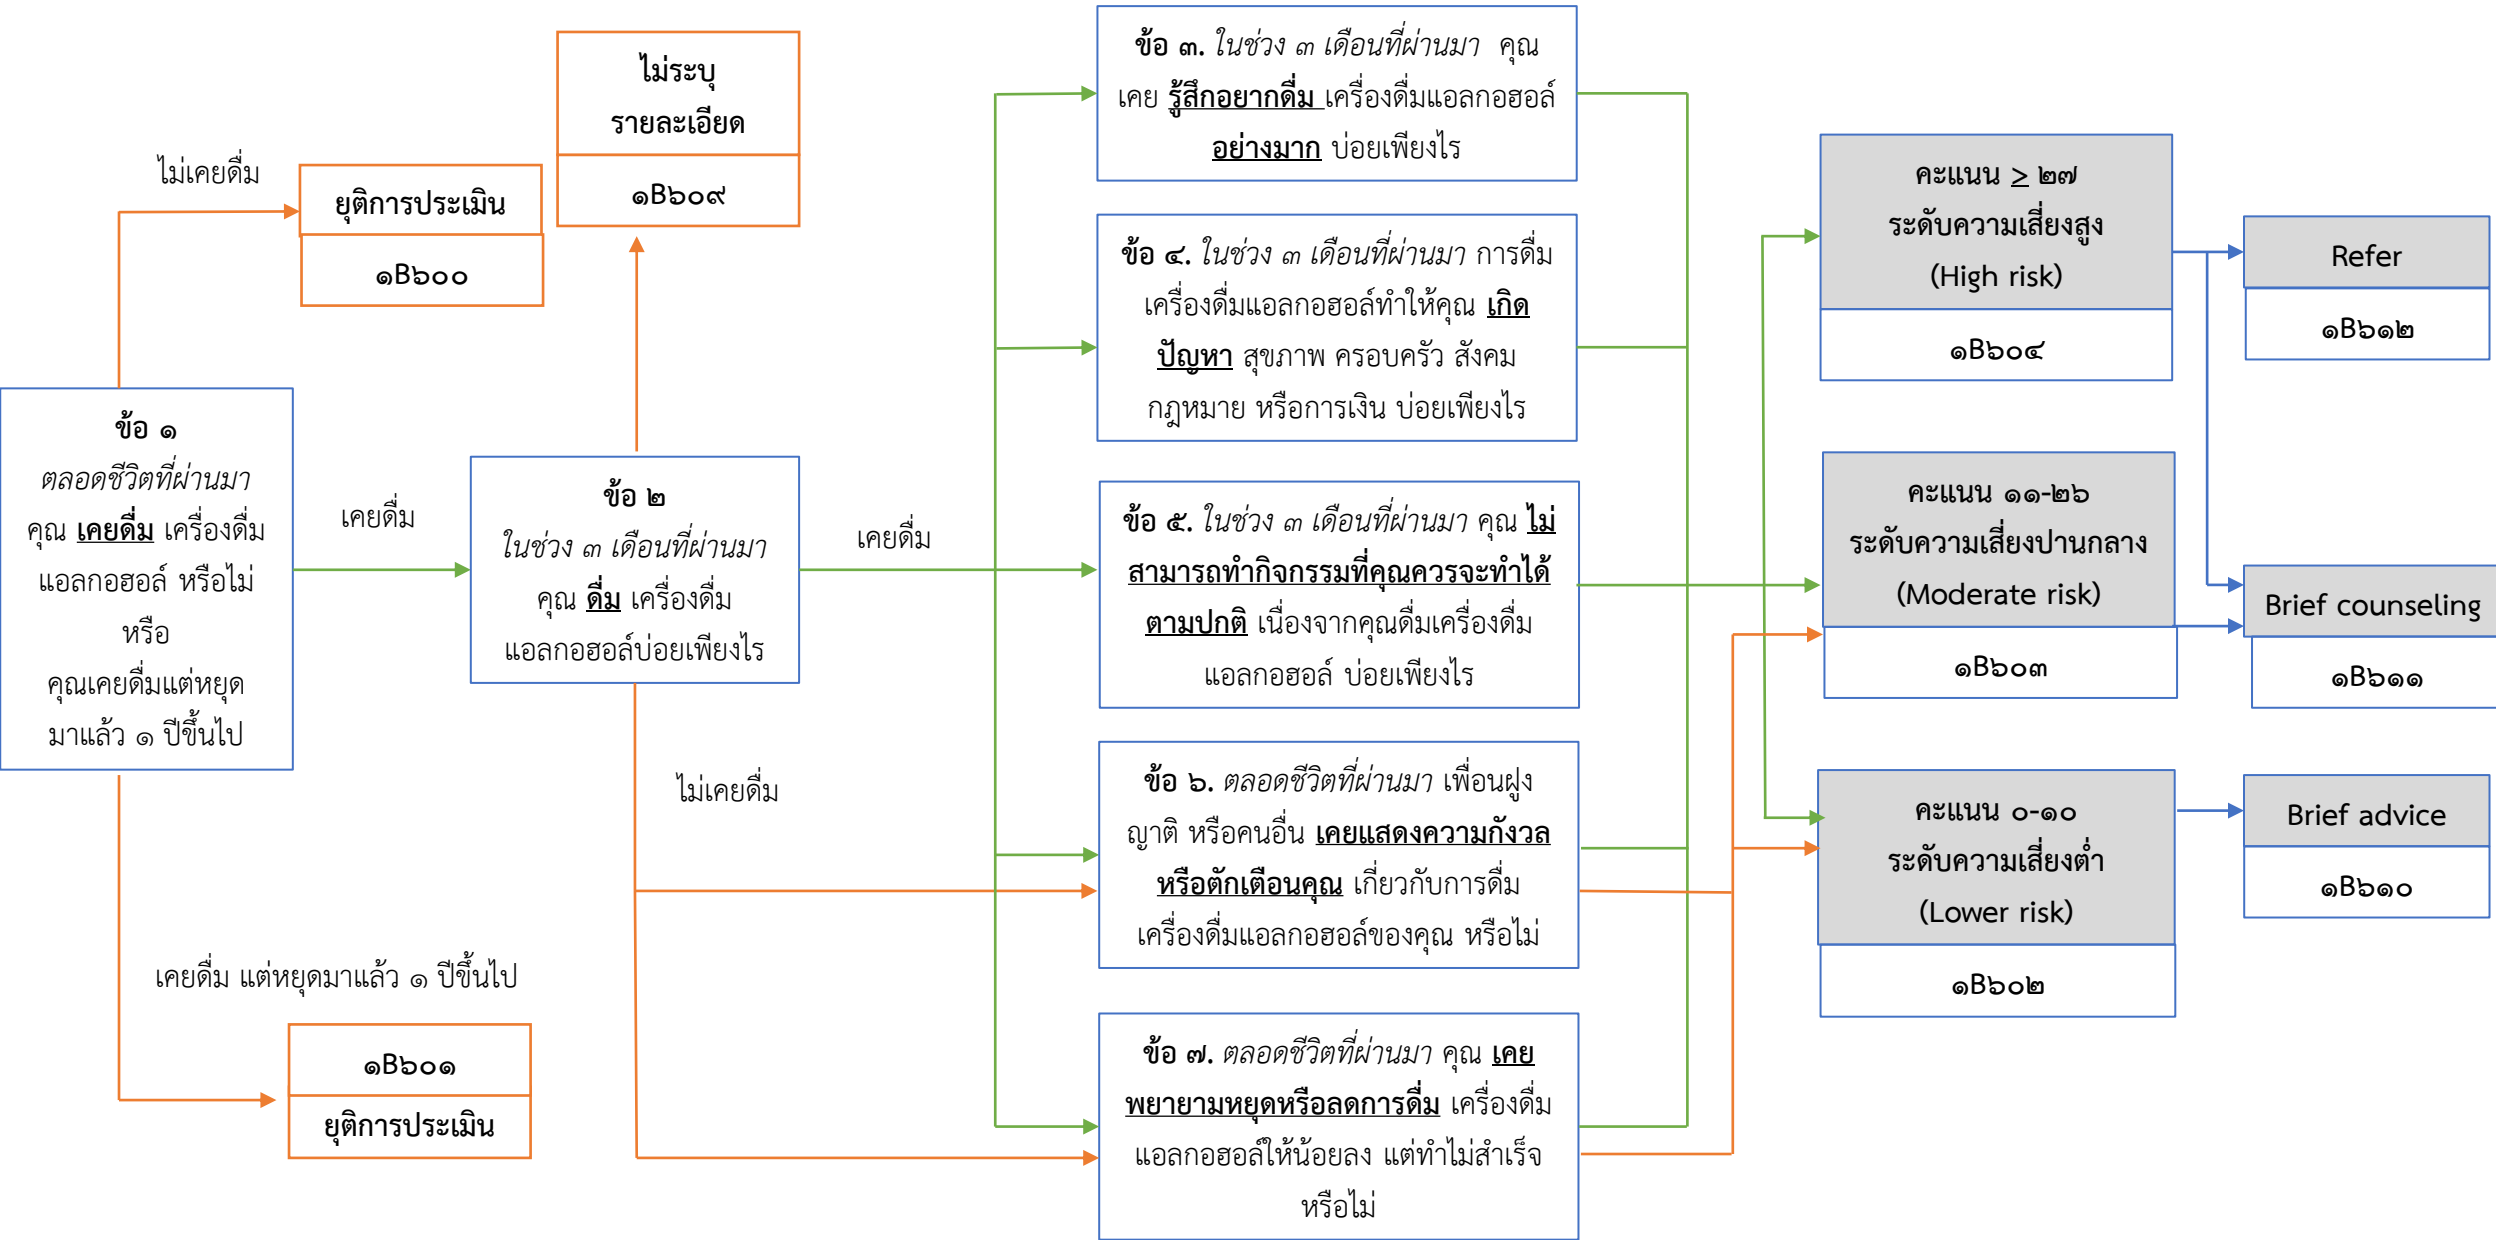 ไม่เคยดื่ม
ยุติการประเมิน
๑B๖๐๐
ข้อ ๑
ตลอดชีวิตที่ผ่านมา
คุณ เคยดื่ม เครื่องดื่ม
แอลกอฮอล์ หรือไม่
หรือ
คุณเคยดื่มแต่หยุด
มาแล้ว ๑ ปีขึ้นไป
เคยดื่ม แต่หยุดมาแล้ว ๑ ปีขึ้นไป
๑B๖๐๑
ยุติการประเมิน
เคยดื่ม
ไม่ระบุ
รายละเอียด
๑B๖๐๙
ข้อ ๒
ในช่วง ๓ เดือนที่ผ่านมา
คุณ ดื่ม เครื่องดื่ม
แอลกอฮอล์บ่อยเพียงไร
เคยดื่ม
ไม่เคยดื่ม
ข้อ ๓. ในช่วง ๓ เดือนที่ผ่านมา คุณ
เคย รู้สึกอยากดื่ม เครื่องดื่มแอลกอฮอล์
อย่างมาก บ่อยเพียงไร
ข้อ ๔. ในช่วง ๓ เดือนที่ผ่านมา การดื่ม
เครื่องดื่มแอลกอฮอล์ทำให้คุณ เกิด
ปัญหา สุขภาพ ครอบครัว สังคม
กฎหมาย หรือการเงิน บ่อยเพียงไร
ข้อ ๕. ในช่วง ๓ เดือนที่ผ่านมา คุณ ไม่
สามารถทำกิจกรรมที่คุณควรจะทำได้
ตามปกติ เนื่องจากคุณดื่มเครื่องดื่ม
แอลกอฮอล์ บ่อยเพียงไร
ข้อ ๖. ตลอดชีวิตที่ผ่านมา เพื่อนฝูง
ญาติ หรือคนอื่น เคยแสดงความกังวล
หรือตักเตือนคุณ เกี่ยวกับการดื่ม
เครื่องดื่มแอลกอฮอล์ของคุณ หรือไม่
ข้อ ๗. ตลอดชีวิตที่ผ่านมา คุณ เคย
พยายามหยุดหรือลดการดื่ม เครื่องดื่ม
แอลกอฮอล์ให้น้อยลง แต่ทำไม่สำเร็จ
หรือไม่
คะแนน ≥ ๒๗
ระดับความเสี่ยงสูง
(High risk)
๑B๖๐๔
คะแนน ๑๑-๒๖
ระดับความเสี่ยงปานกลาง
(Moderate risk)
๑B๖๐๓
คะแนน ๐-๑๐
ระดับความเสี่ยงต่ำ
(Lower risk)
๑B๖๐๒
Refer
๑B๖๑๒
Brief counseling
๑B๖๑๑
Brief advice
๑B๖๑๐